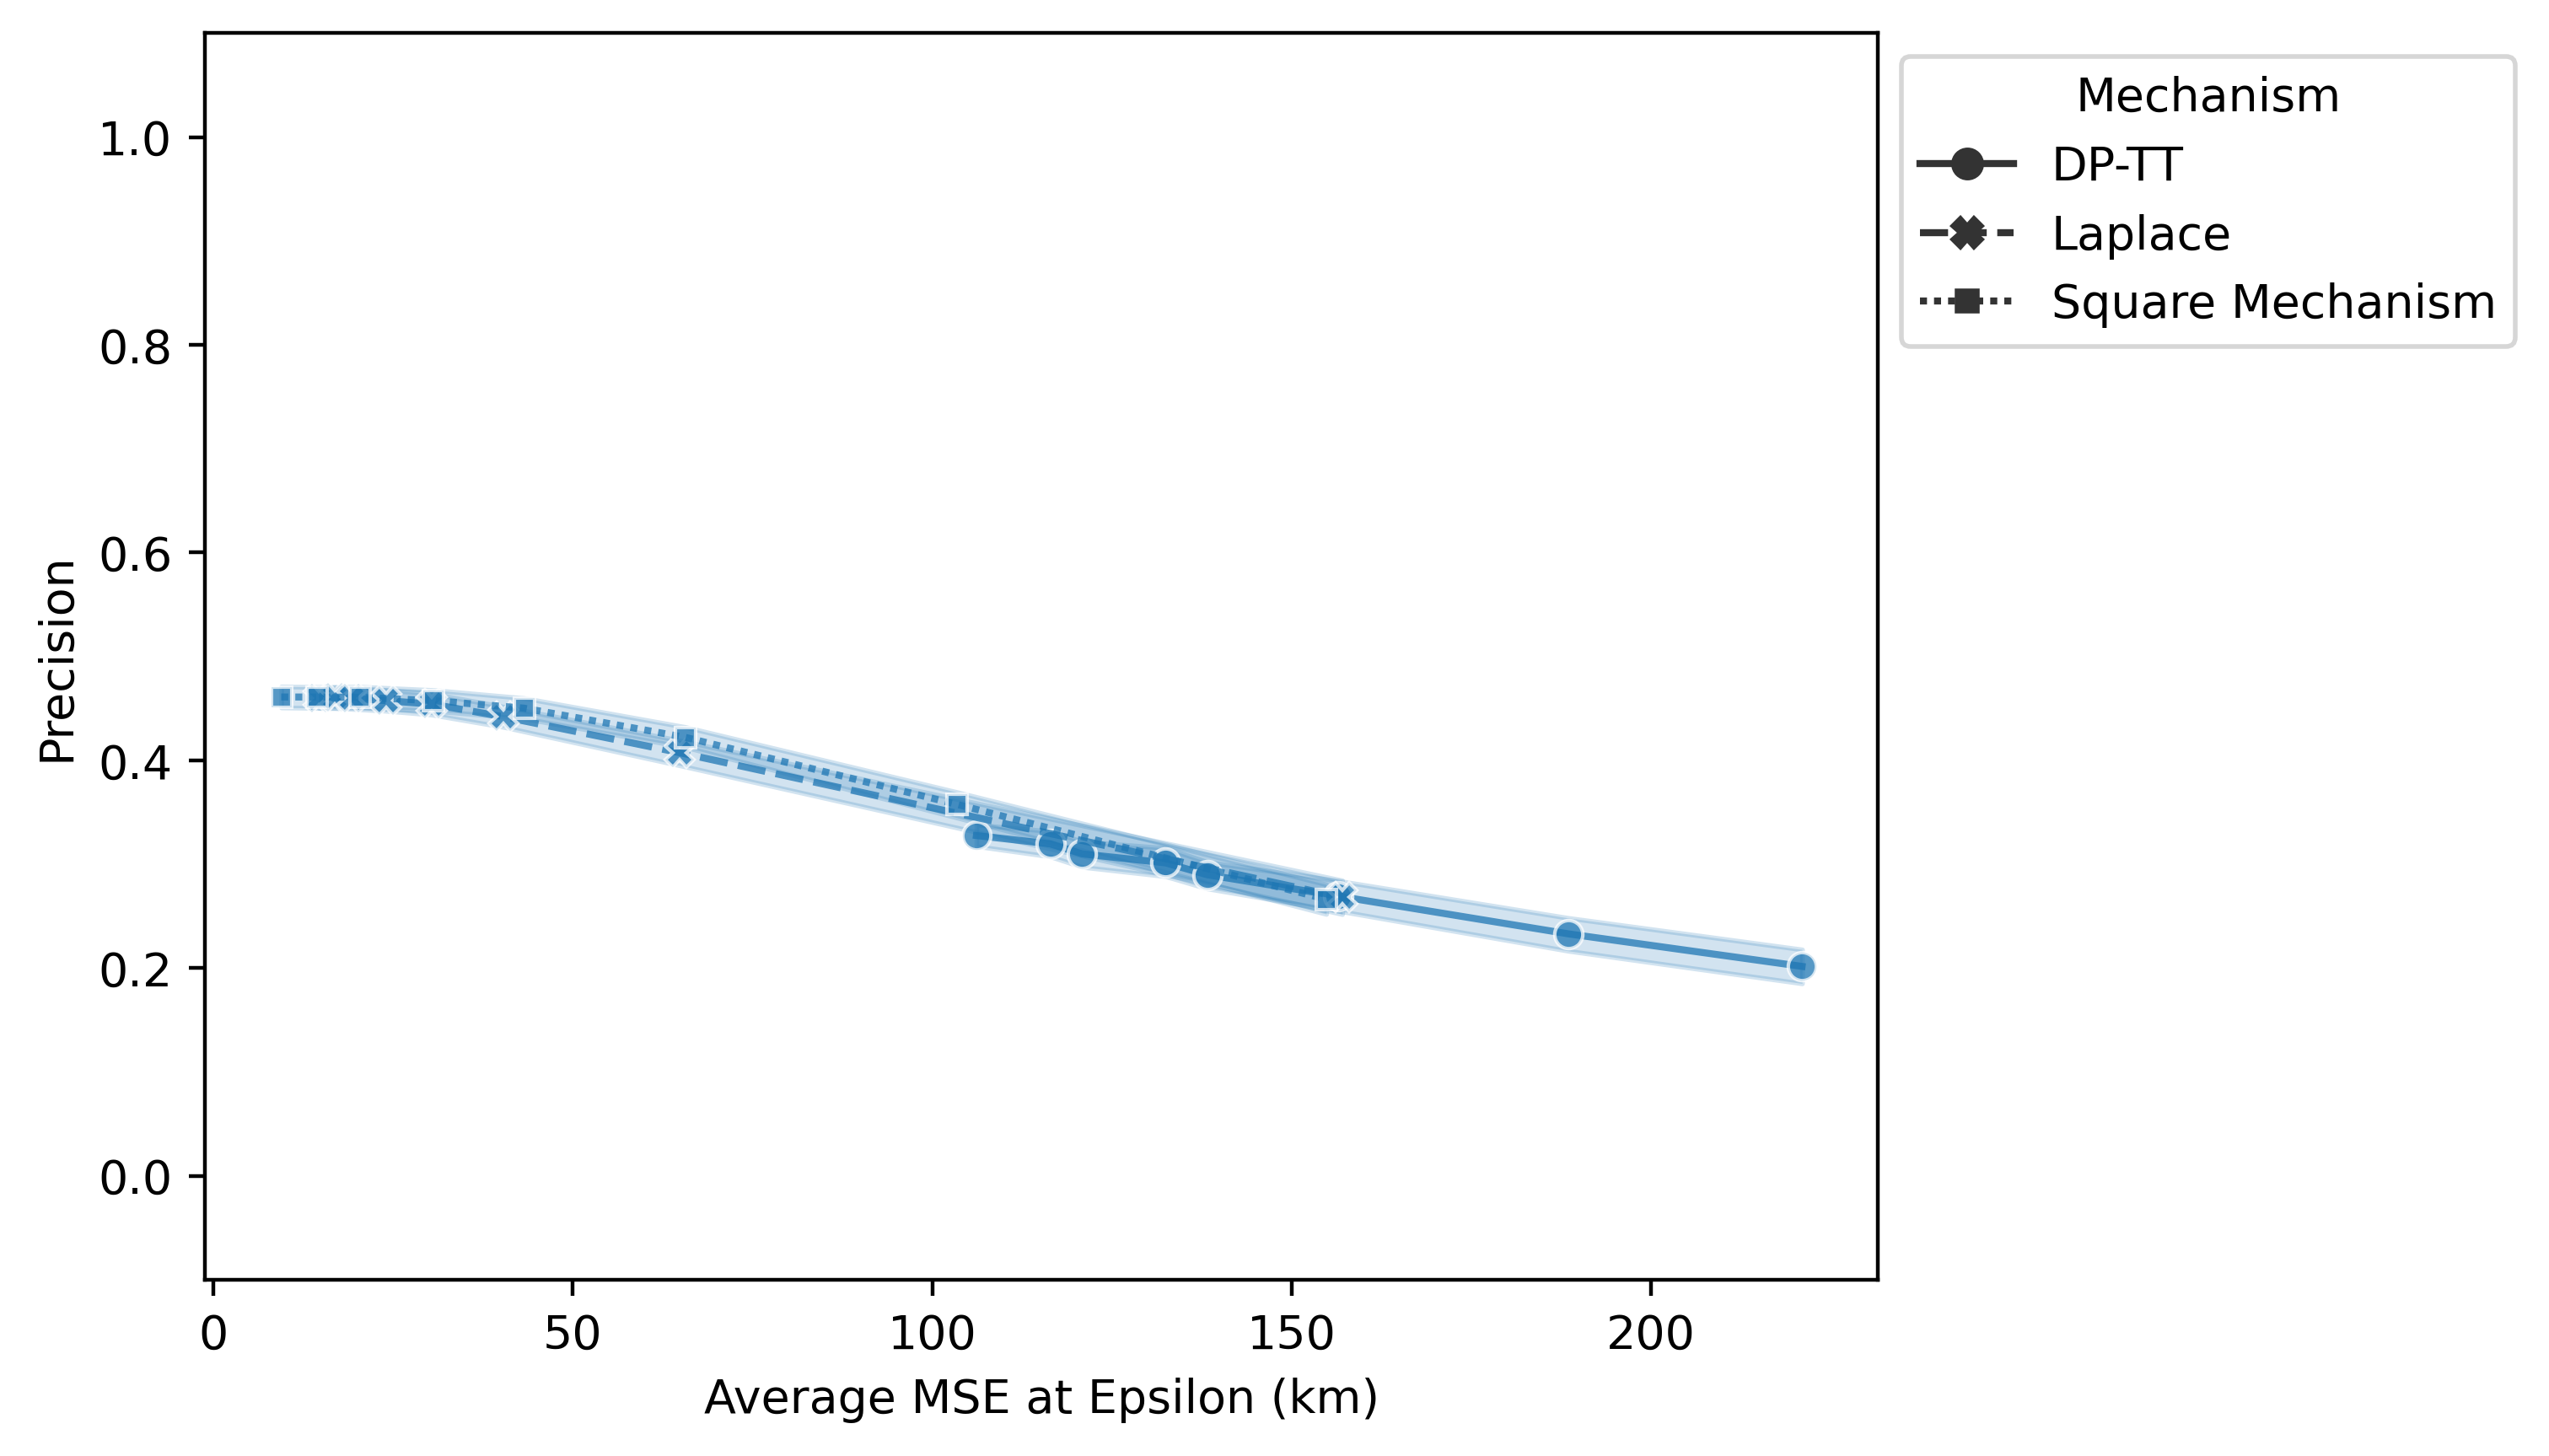 Mechanism
DP-TT
Laplace
Square Mechanism
Precision
1.0
0.8
0.6
0.4
0.2
0.0
0 50 100 150 200
Average MSE at Epsilon (km)